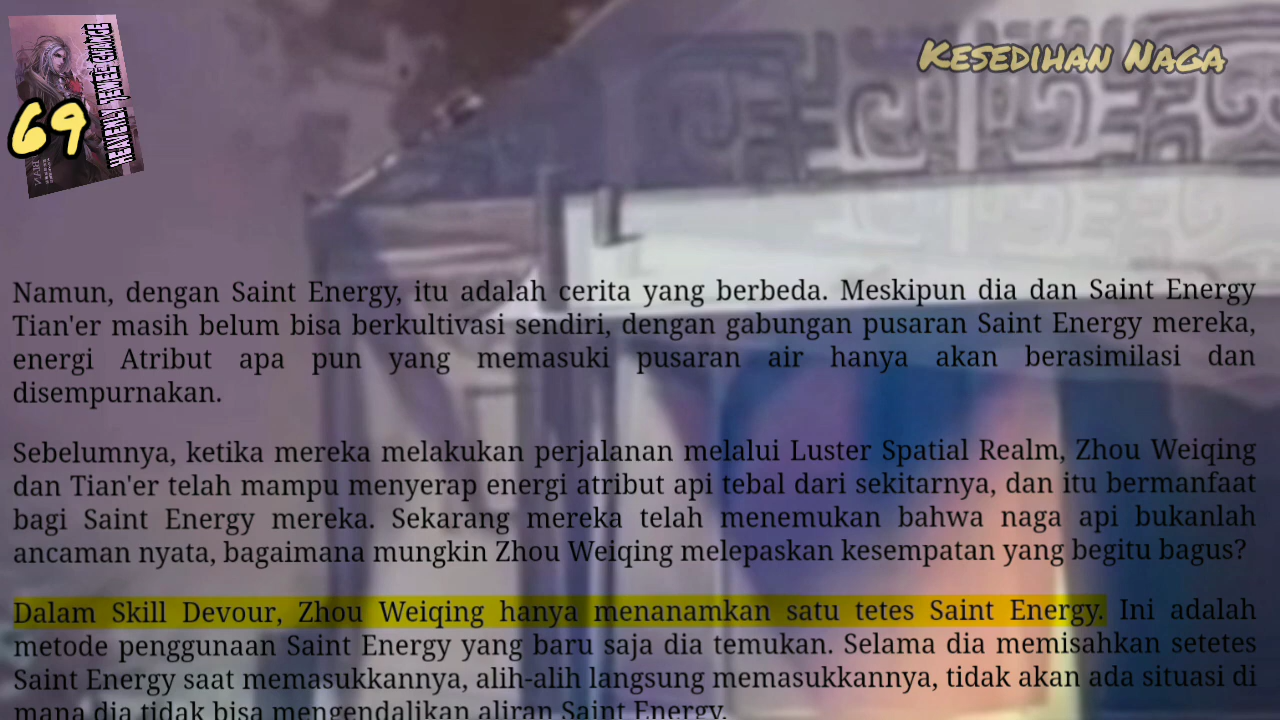 Kesedihan Naga
HEAVENLY JEWEL CHANGE
69
Namun, dengan Saint Energy, itu adalah cerita yang berbeda. Meskipun dia dan Saint Energy
Tian'er masih belum bisa berkultivasi sendiri, dengan gabungan pusaran Saint Energy mereka,
energi Atribut apa pun yang memasuki pusaran air hanya akan berasimilasi dan
disempurnakan.
Sebelumnya, ketika mereka melakukan perjalanan melalui Luster Spatial Realm, Zhou Weiqing
dan Tian'er telah mampu menyerap energi atribut api tebal dari sekitarnya, dan itu bermanfaat
bagi Saint Energy mereka. Sekarang mereka telah menemukan bahwa naga api bukanlah
ancaman nyata, bagaimana mungkin Zhou Weiqing melepaskan kesempatan yang begitu bagus?
Dalam Skill Devour, Zhou Weiqing hanya menanamkan satu tetes Saint Energy. Ini adalah
metode penggunaan Saint Energy yang baru saja dia temukan. Selama dia memisahkan setetes
Saint Energy saat memasukkannya, alih-alih langsung memasukkannya, tidak akan ada situasi di
mana dia tidak bisa mengendalikan aliran Saint Energy.